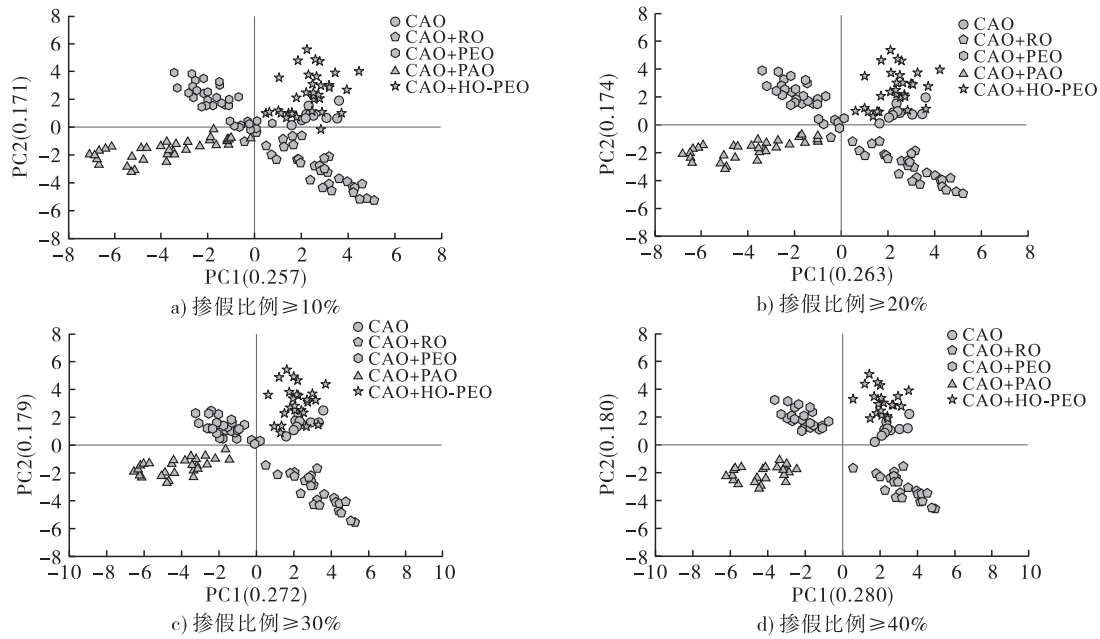 8
6
4
2
0
−2
−4
−6
−8
PC2(0.171)
−8 −6 −4 −2 0 2 4 6 8
PC1(0.257)
CAO
CAO+RO
CAO+PEO
CAO+PAO
CAO+HO-PEO
a) 掺假比例≥10%
8
6
4
2
0
−2
−4
−6
−8
PC2(0.174)
−8 −6 −4 −2 0 2 4 6 8
PC1(0.263)
CAO
CAO+RO
CAO+PEO
CAO+PAO
CAO+HO-PEO
b) 掺假比例≥20%
8
6
4
2
0
−2
−4
−6
−8
PC2(0.179)
−10 −8 −6 −4 −2 0 2 4 6 8 10
PC1(0.272)
CAO
CAO+RO
CAO+PEO
CAO+PAO
CAO+HO-PEO
c) 掺假比例≥30%
8
6
4
2
0
−2
−4
−6
−8
PC2(0.180)
−10 −8 −6 −4 −2 0 2 4 6 8 10
PC1(0.280)
CAO
CAO+RO
CAO+PEO
CAO+PAO
CAO+HO-PEO
d) 掺假比例≥40%